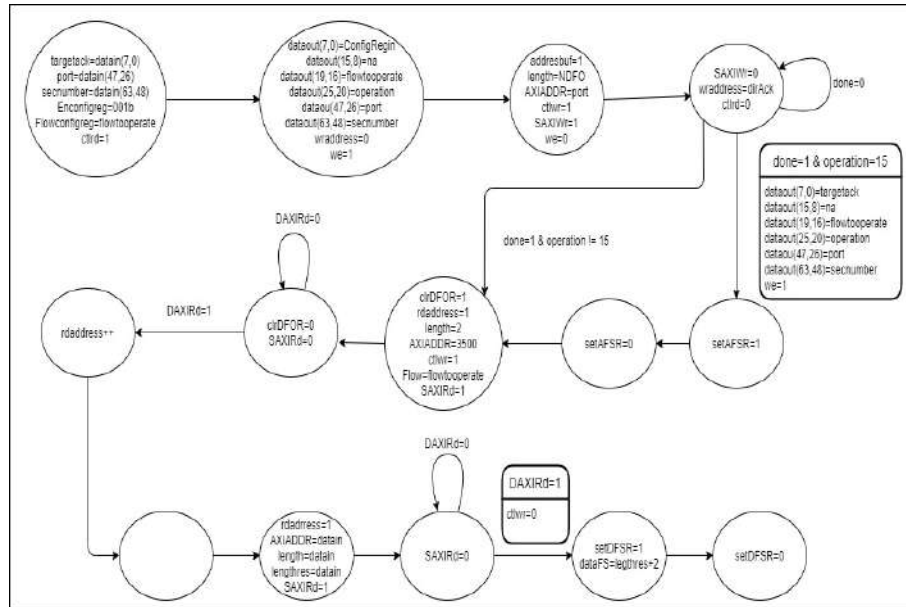 targetack=datain(7,0)
port=datain(47,26)
secnumber=datain(63,48)
Enconfigreg=001b
Flowconfigreg=flowtooperate
ctlrd=1
dataout(7,0)=ConfigRegin
dataout(15,8)=na
dataout(19,16)=flowtooperate
dataout(25,20)=operation
dataou(47,26)=port
dataout(63,48)=secnumber
wraddress=0
we=1
addresbuf=1
length=NDFO
AXIADDR=port
ctlwr=1
SAXIWr=1
we=0
SAXIWr=0
wraddress=dirAck
ctlrd=0
done=0
done=1 & operation=15
dataout(7,0)=targetack
dataout(15,8)=na
dataout(19,16)=flowtooperate
dataout(25,20)=operation
dataou(47,26)=port
dataout(63,48)=secnumber
we=1
done=1 & operation != 15
DAXIRd=0
DAXIRd=1
rdaddress++
clrDFOR=0
SAXIRd=0
clrDFOR=1
rdaddress=1
length=2
AXIADDR=3500
ctlwr=1
Flow=flowtooperate
SAXIRd=1
setAFSR=0
setAFSR=1
DAXIRd=0
DAXIRd=1
ctlwr=0
rdadrress=1
AXIADDR=datain
length=datain
lengthres=datain
SAXIRd=1
SAXIRd=0
setDFSR=1
dataFS=legthres+2
setDFSR=0